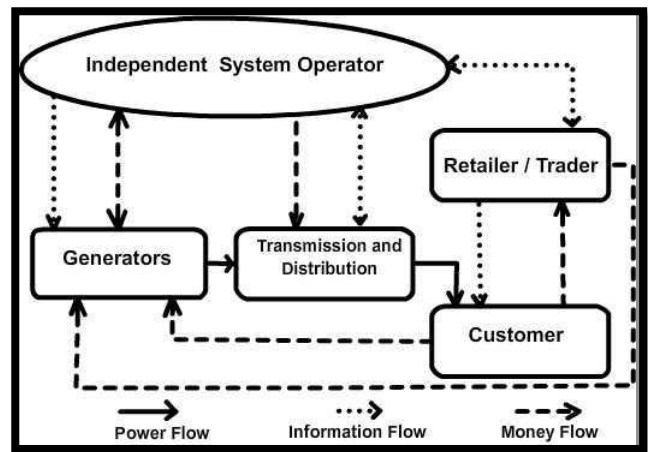 Independent System Operator
Retailer / Trader
Generators
Transmission and
Distribution
Customer
Power Flow
Information Flow
Money Flow